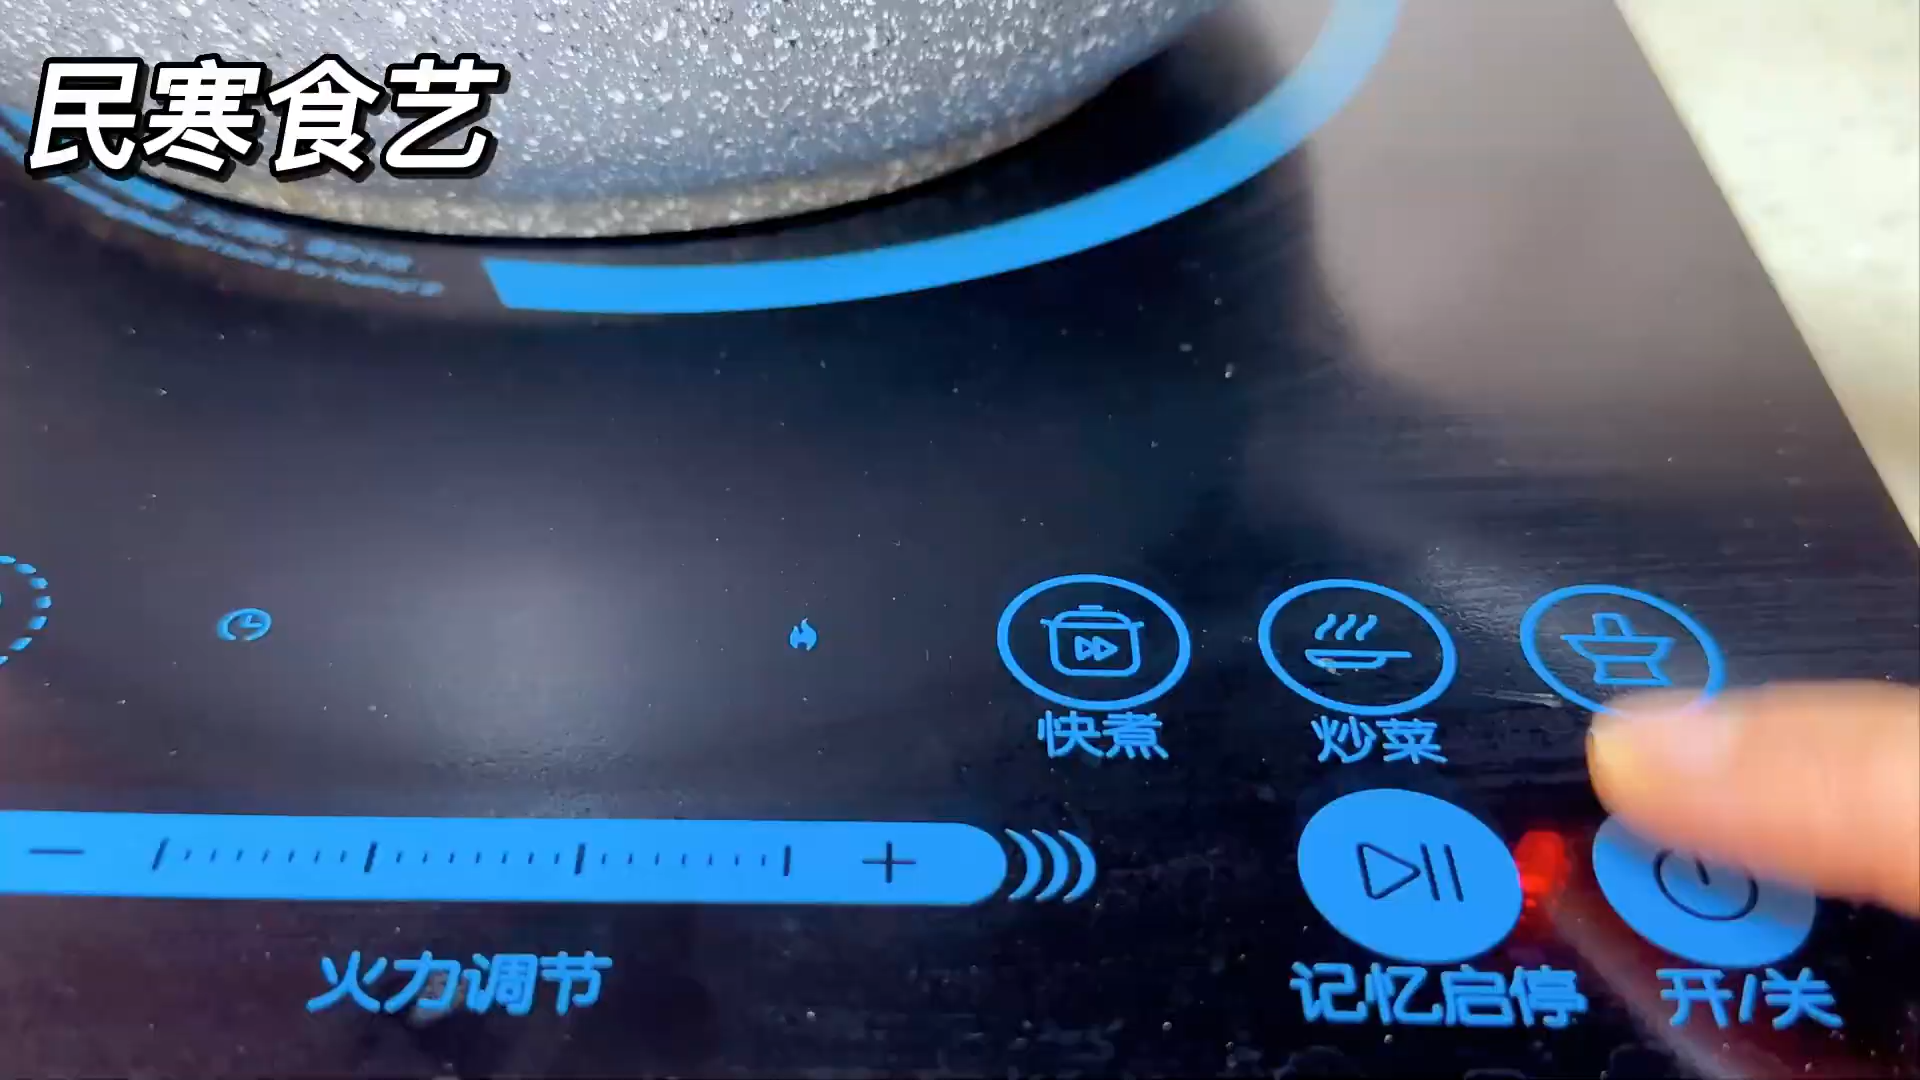 民寒食艺
快煮
炒菜
火力调节
记忆启停
开/关